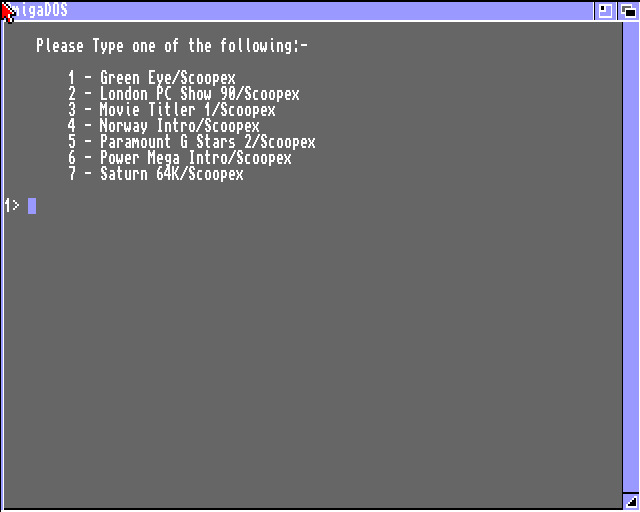 AmigaDOS
Please Type one of the following:-
1 - Green Eye/Scoopex
2 - London PC Show 90/Scoopex
3 - Movie Titler 1/Scoopex
4 - Norway Intro/Scoopex
5 - Paramount G Stars 2/Scoopex
6 - Power Mega Intro/Scoopex
7 - Saturn 64K/Scoopex
1>